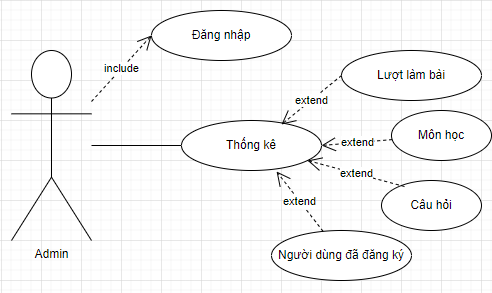 Đăng nhập
include
Lượt làm bài
extend
Môn học
extend
Thống kê
extend
Câu hỏi
extend
Admin
Người dùng đã đăng ký